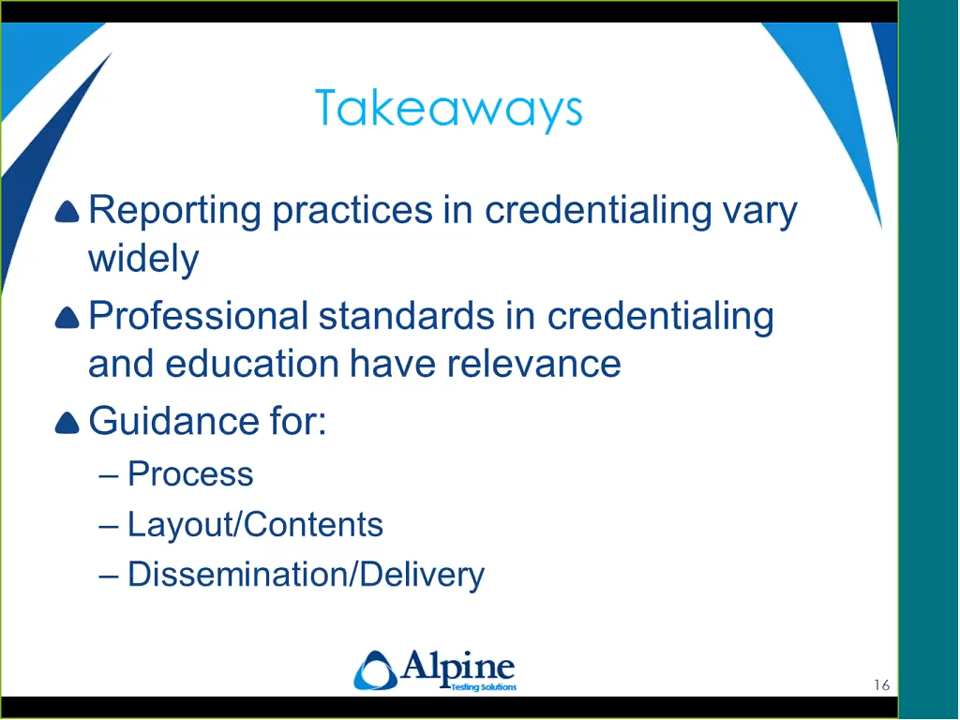 Takeaways
Reporting practices in credentialing vary
widely
Professional standards in credentialing
and education have relevance
Guidance for:
– Process
– Layout/Contents
– Dissemination/Delivery
Alpine
Testing Solutions
16